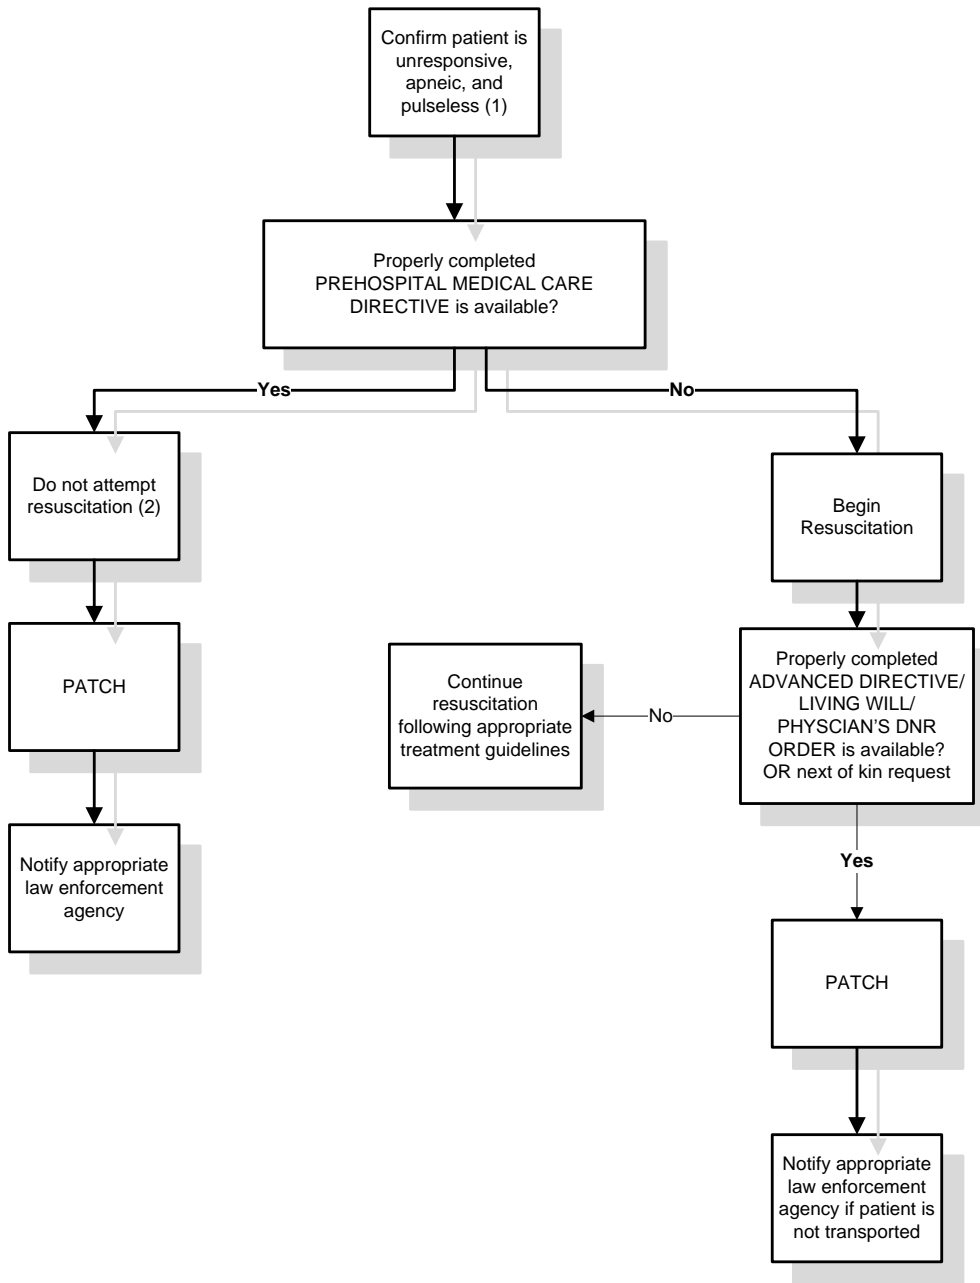 Confirm patient is
unresponsive,
apneic, and
pulseless (1)
Properly completed
PREHOSPITAL MEDICAL CARE
DIRECTIVE is available?
Yes
No
Do not attempt
resuscitation (2)
PATCH
Notify appropriate
law enforcement
agency
Begin
Resuscitation
Properly completed
ADVANCED DIRECTIVE/
LIVING WILL/
PHYSCIAN'S DNR
ORDER is available?
OR next of kin request
No
Continue
resuscitation
following appropriate
treatment guidelines
Yes
PATCH
Notify appropriate
law enforcement
agency if patient is
not transported